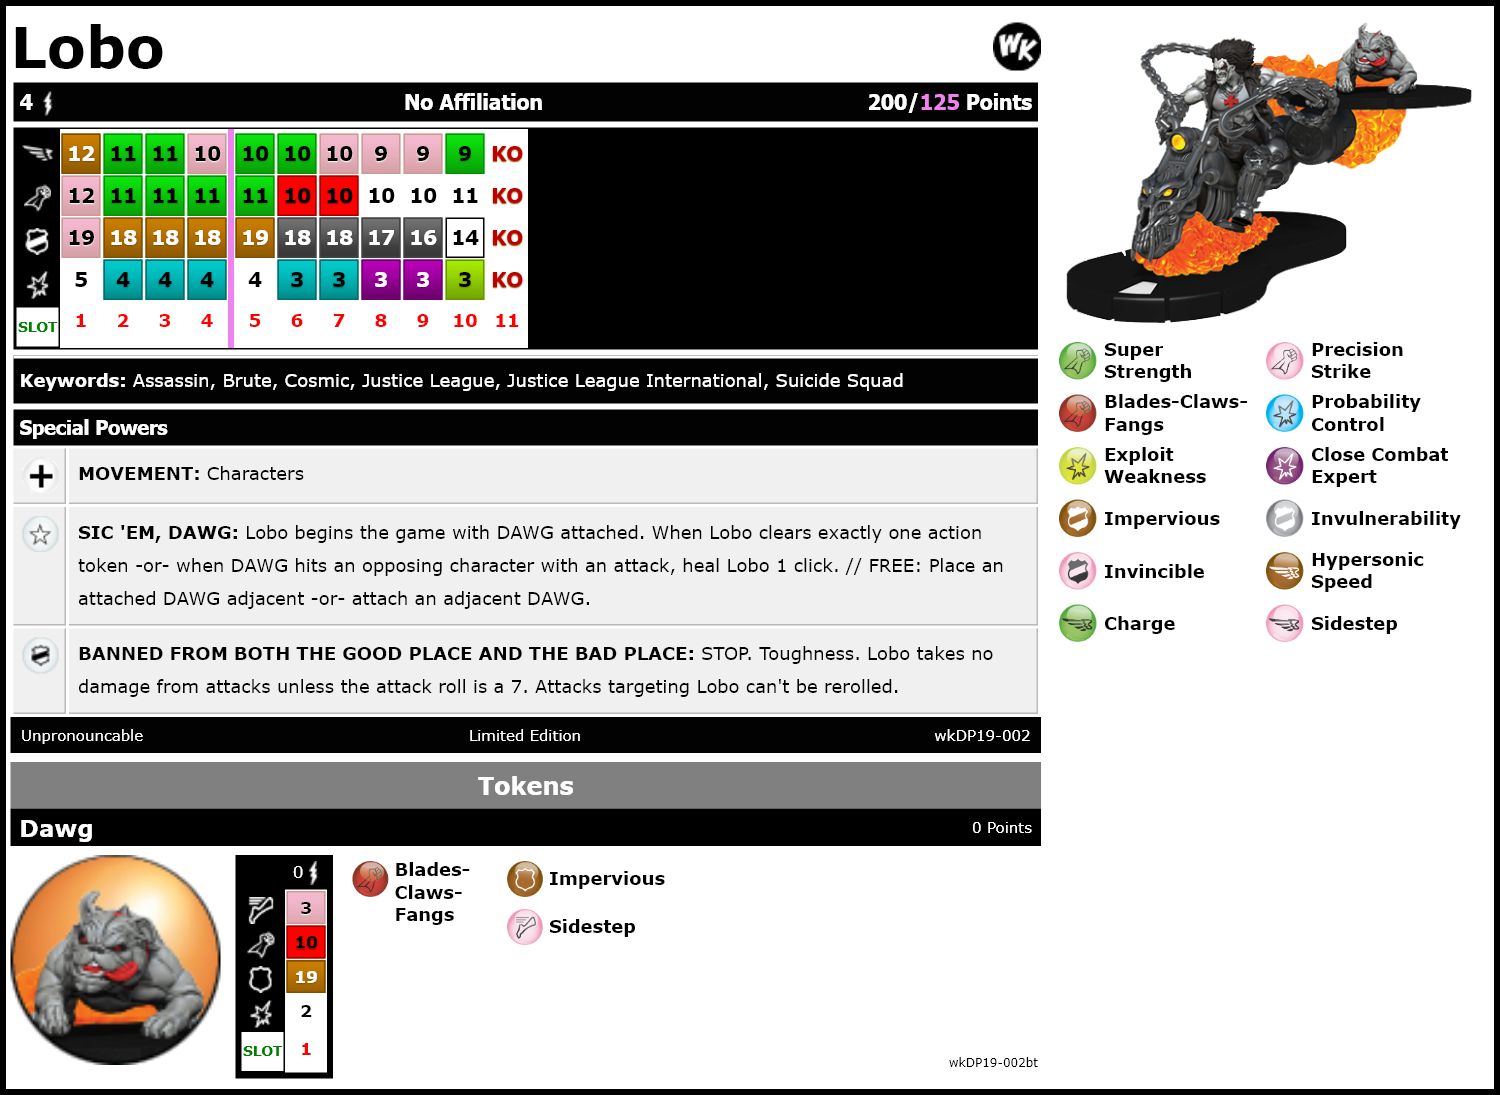 Lobo
WK
4 No Affiliation 200/125 Points
12 11 11 10 10 10 10 9 9 9 KO
12 11 11 11 11 10 10 10 10 11 KO
19 18 18 18 19 18 18 17 16 14 KO
5 4 4 4 4 3 3 3 3 3 KO
SLOT 1 2 3 4 5 6 7 8 9 10 11
Keywords: Assassin, Brute, Cosmic, Justice League, Justice League International, Suicide Squad
Special Powers
MOVEMENT: Characters
SIC 'EM, DAWG: Lobo begins the game with DAWG attached. When Lobo clears exactly one action
token -or- when DAWG hits an opposing character with an attack, heal Lobo 1 click. // FREE: Place an
attached DAWG adjacent -or- attach an adjacent DAWG.
BANNED FROM BOTH THE GOOD PLACE AND THE BAD PLACE: STOP. Toughness. Lobo takes no
damage from attacks unless the attack roll is a 7. Attacks targeting Lobo can't be rerolled.
Unpronouncable Limited Edition wkDP19-002
Super
Strength
Precision
Strike
Blades-Claws-
Fangs
Probability
Control
Exploit
Weakness
Close Combat
Expert
Impervious
Invulnerability
Invincible
Hypersonic
Speed
Charge
Sidestep
Tokens
Dawg 0 Points
0
3
10
19
2
SLOT 1
Blades-
Claws-
Fangs
Impervious
Sidestep
wkDP19-002bt